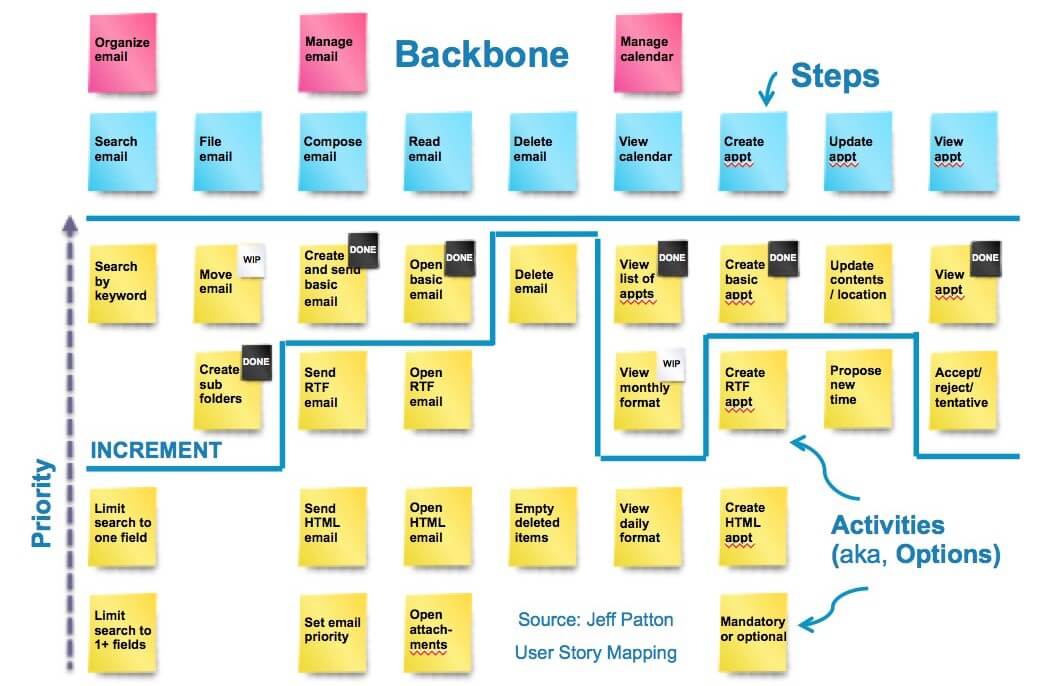 Organize
email
Manage
email
Backbone
Manage
calendar
Steps
Search
email
File
email
Compose
email
Read
email
Delete
email
View
calendar
Create
appt
Update
appt
View
appt
Search
by
keyword
Move
email
WIP
Create
and send
basic
email
DONE
Open
basic
email
DONE
Delete
email
View
list of
appts
DONE
Create
basic
appt
DONE
Update
contents
/ location
View
appt
DONE
Create
sub
folders
DONE
Send
RTF
email
Open
RTF
email
View
monthly
format
WIP
Create
RTF
appt
Propose
new
time
Accept/
reject/
tentative
INCREMENT
Priority
Limit
search to
one field
Send
HTML
email
Open
HTML
email
Empty
deleted
items
View
daily
format
Create
HTML
appt
Activities
(aka, Options)
Limit
search to
1+ fields
Set email
priority
Open
attach-
ments
Source: Jeff Patton
User Story Mapping
Mandatory
or optional